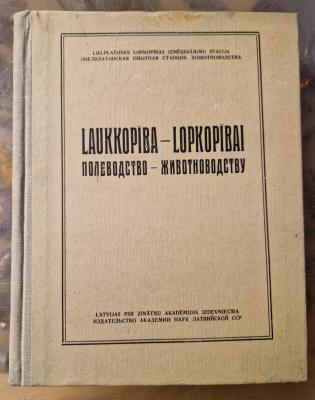 LIELPLATONES LOPKOPĪBAS IZMĒĢINĀJUMU STACIJA
ЛИЕЛПЛАТОНСКАЯ ОПЫТНАЯ СТАНЦИЯ ЖИВОТНОВОДСТВА
LAUKKOPĪBA – LOPKOPĪBAI
ПОЛЕВОДСТВО – ЖИВОТНОВОДСТВУ
LATVIJAS PSR ZINĀTŅU AKADĒMIJAS IZDEVNIECĪBA
ИЗДАТЕЛЬСТВО АКАДЕМИИ НАУК ЛАТВИЙСКОЙ ССР